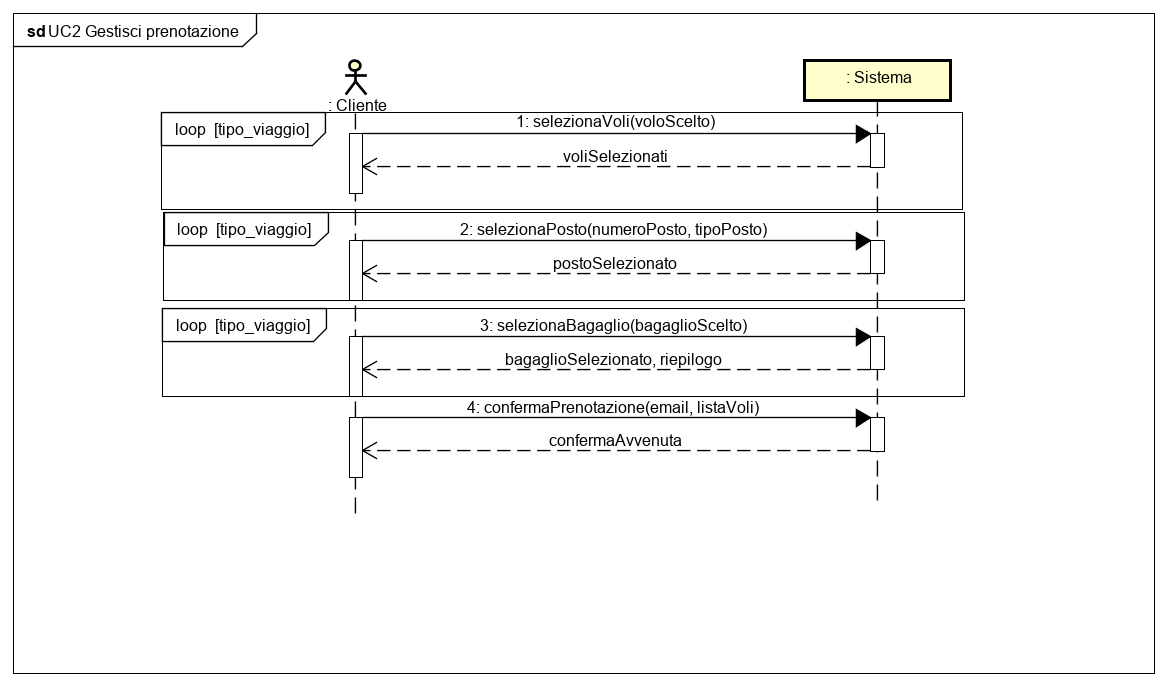 sd UC2 Gestisci prenotazione
: Cliente
: Sistema
loop [tipo_viaggio]
1: selezionaVoli(voloScelto)
voliSelezionati
loop [tipo_viaggio]
2: selezionaPosto(numeroPosto, tipoPosto)
postoSelezionato
loop [tipo_viaggio]
3: selezionaBagaglio(bagaglioScelto)
bagaglioSelezionato, riepilogo
4: confermaPrenotazione(email, listaVoli)
confermaAvvenuta